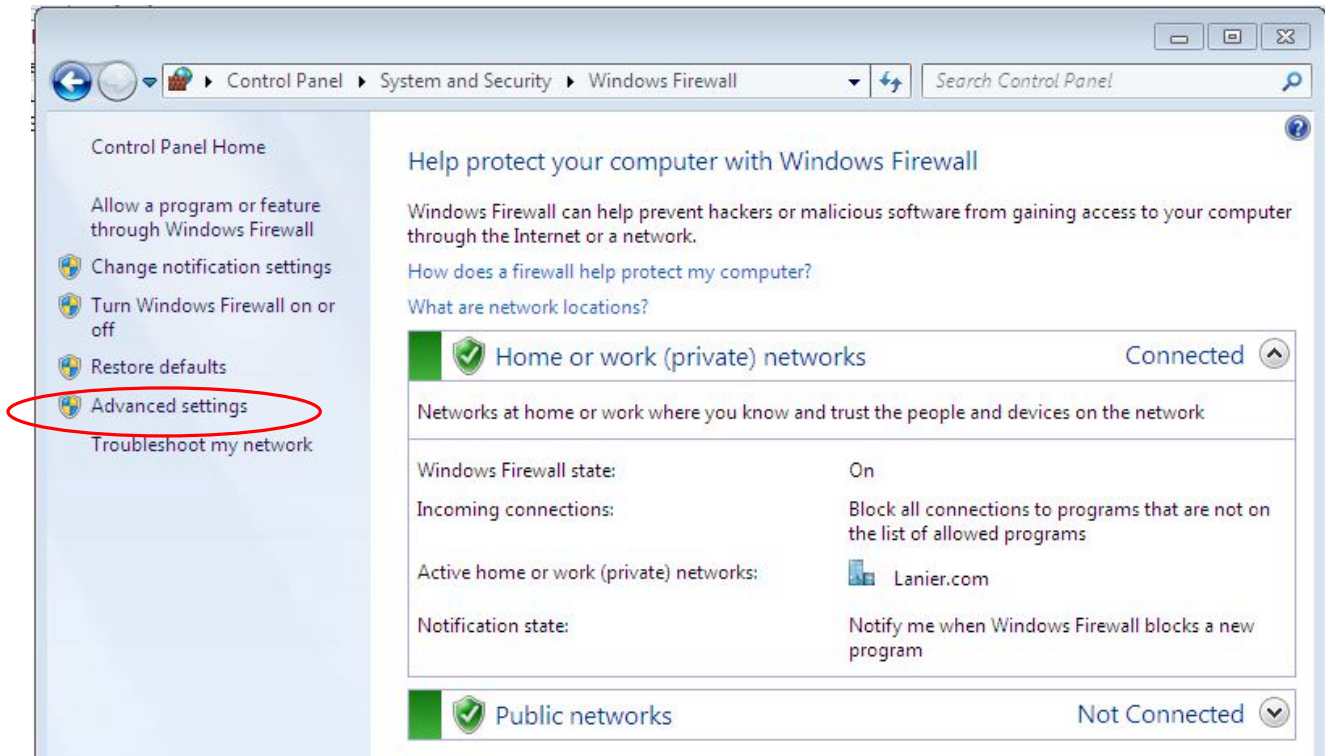 Control Panel ▸ System and Security ▸ Windows Firewall
Search Control Panel
Control Panel Home
Allow a program or feature
through Windows Firewall
Change notification settings
Turn Windows Firewall on or
off
Restore defaults
Advanced settings
Troubleshoot my network
Help protect your computer with Windows Firewall
Windows Firewall can help prevent hackers or malicious software from gaining access to your computer
through the Internet or a network.
How does a firewall help protect my computer?
What are network locations?
Home or work (private) networks Connected
Networks at home or work where you know and trust the people and devices on the network
Windows Firewall state: On
Incoming connections: Block all connections to programs that are not on
the list of allowed programs
Active home or work (private) networks: Lanier.com
Notification state: Notify me when Windows Firewall blocks a new
program
Public networks Not Connected